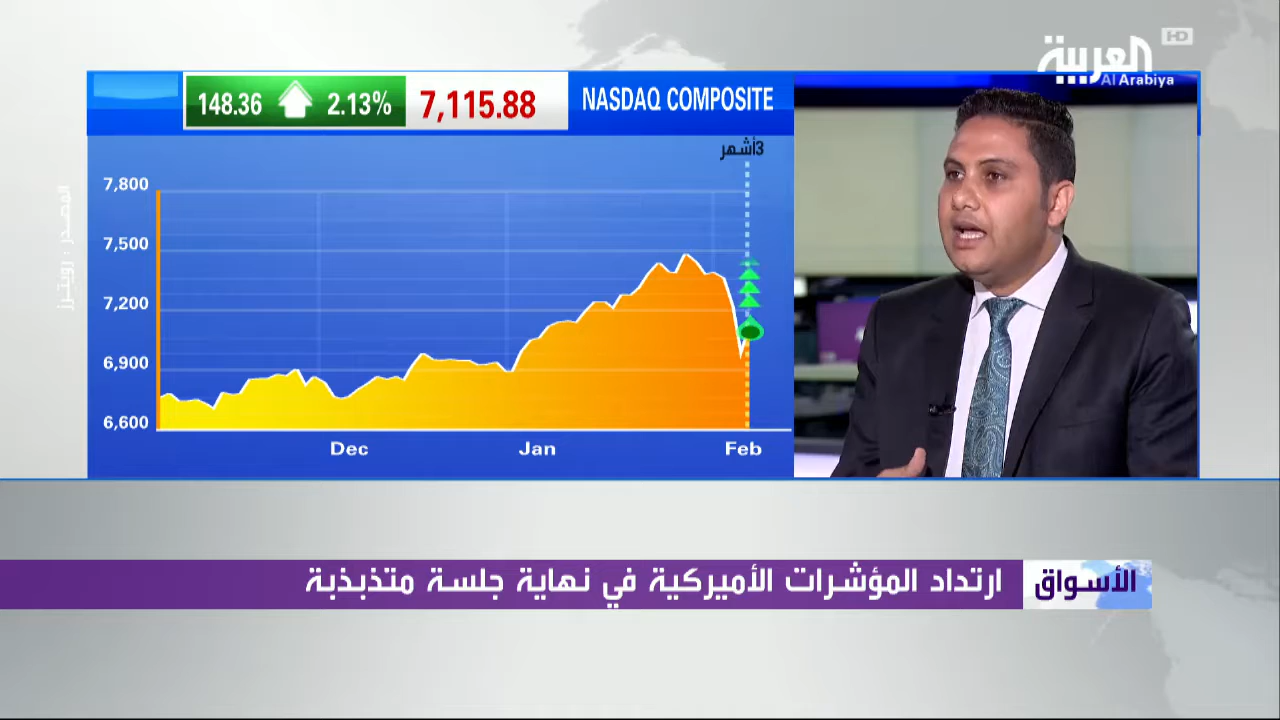 HD
العربية
Al Arabiya
148.36 2.13% 7,115.88 NASDAQ COMPOSITE
3أشهر
7,800
7,500
7,200
6,900
6,600
Dec Jan Feb
المصدر : رويترز
الأسواق
ارتداد المؤشرات الأميركية في نهاية جلسة متذبذبة